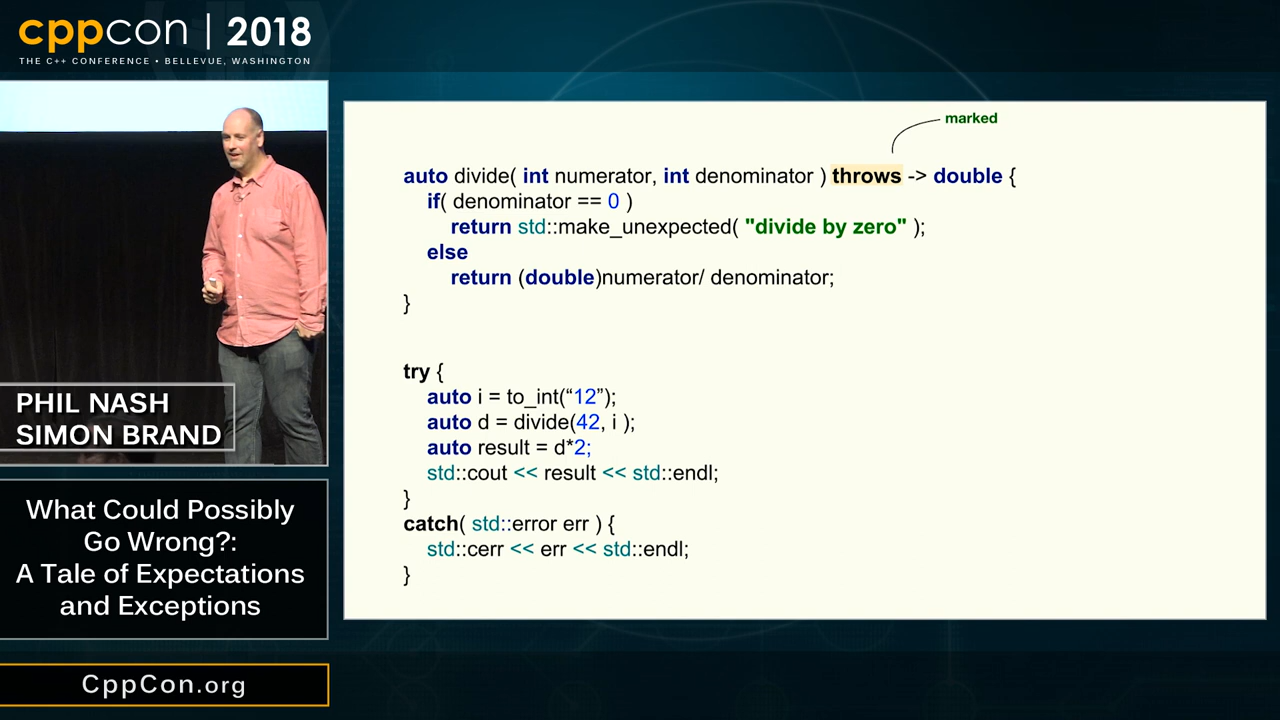 cppcon | 2018
THE C++ CONFERENCE • BELLEVUE, WASHINGTON
PHIL NASH
SIMON BRAND
What Could Possibly
Go Wrong?:
A Tale of Expectations
and Exceptions
CppCon.org
marked
auto divide( int numerator, int denominator ) throws -> double {
if( denominator == 0 )
return std::make_unexpected( "divide by zero" );
else
return (double)numerator/ denominator;
}
try {
auto i = to_int(“12”);
auto d = divide(42, i );
auto result = d*2;
std::cout << result << std::endl;
}
catch( std::error err ) {
std::cerr << err << std::endl;
}